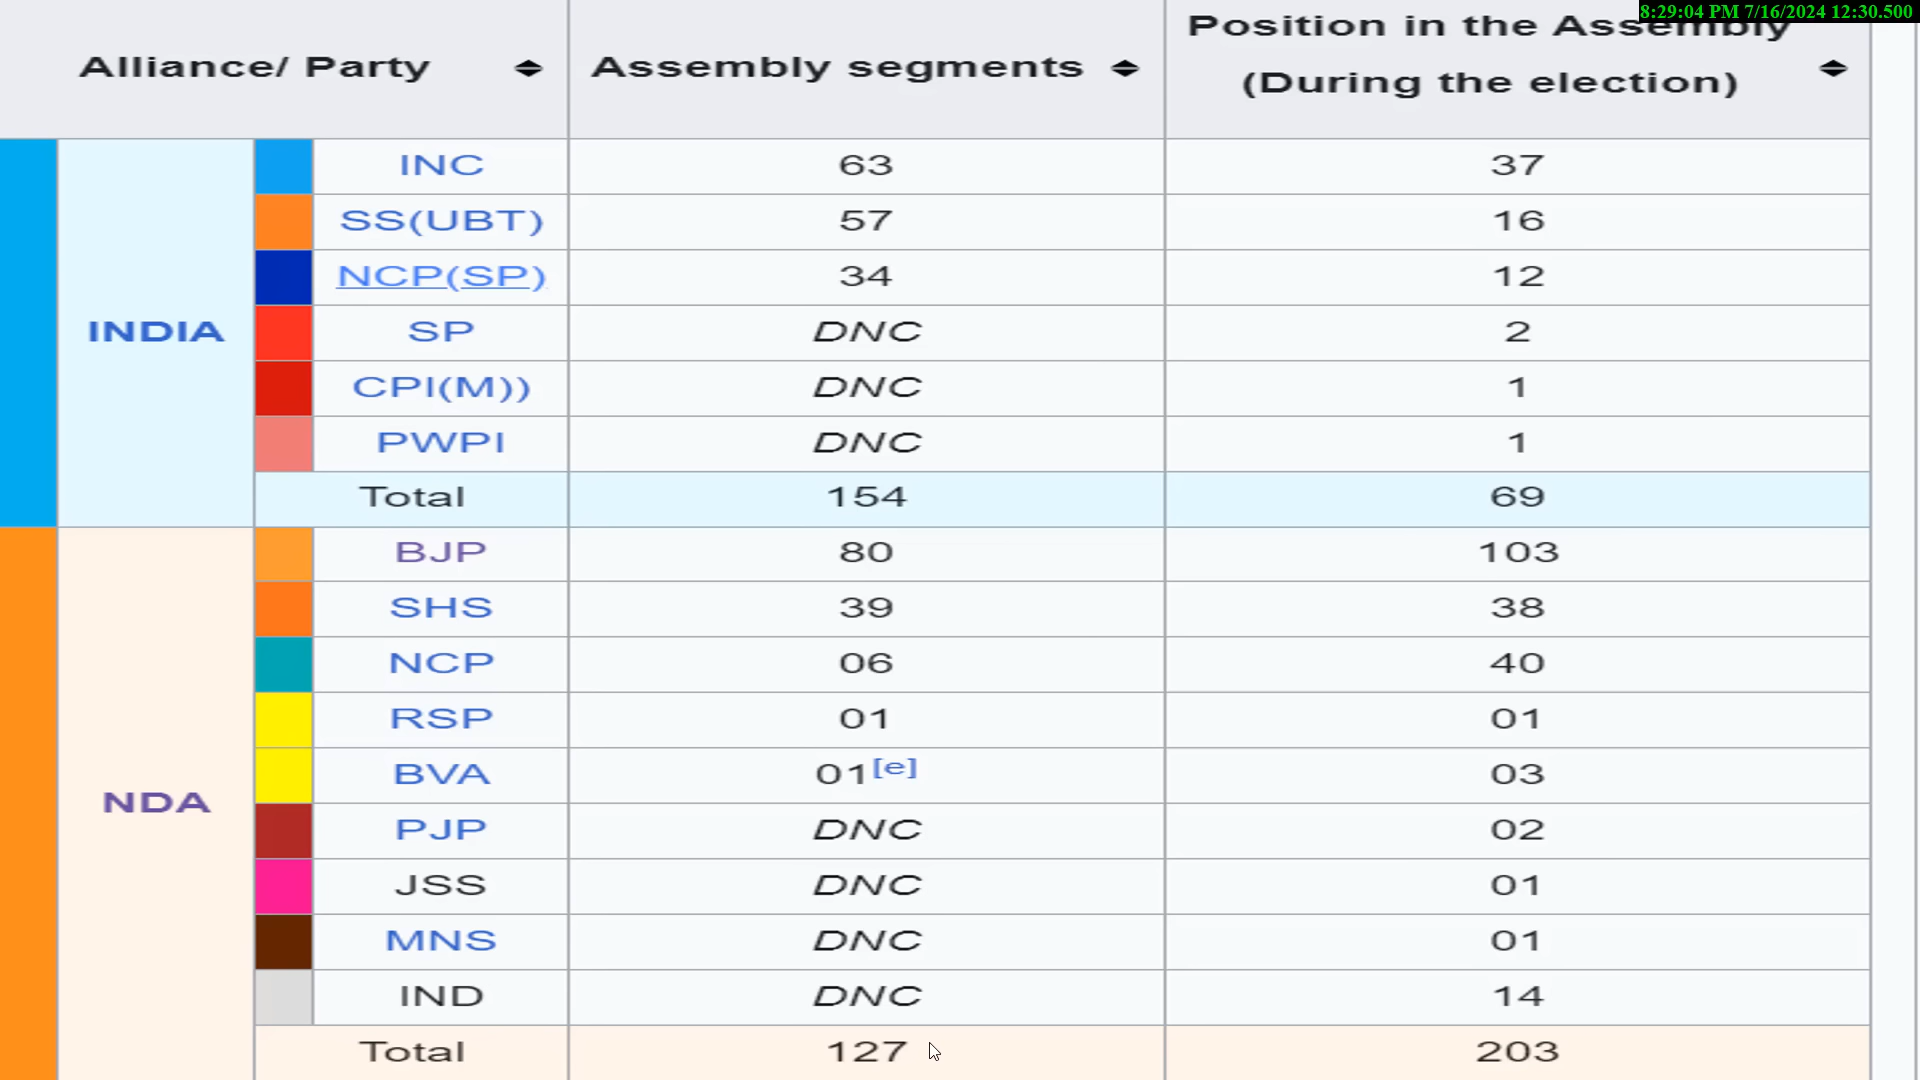 8:29:04 PM 7/16/2024 12:30.500
Alliance/ Party Assembly segments Position in the Assembly
(During the election)
INDIA
INC 63 37
SS(UBT) 57 16
NCP(SP) 34 12
SP DNC 2
CPI(M)) DNC 1
PWPI DNC 1
Total 154 69
NDA
BJP 80 103
SHS 39 38
NCP 06 40
RSP 01 01
BVA 01[e] 03
PJP DNC 02
JSS DNC 01
MNS DNC 01
IND DNC 14
Total 127 203